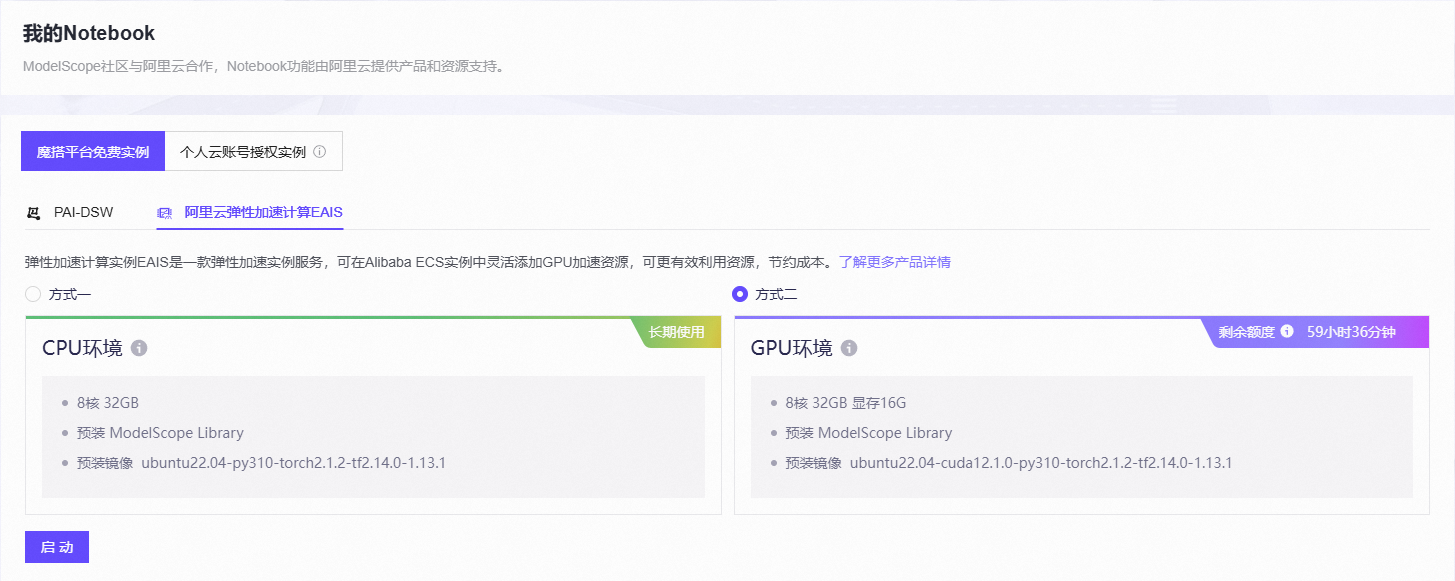 我的Notebook
ModelScope社区与阿里云合作，Notebook功能由阿里云提供产品和资源支持。
魔搭平台免费实例 个人云账号授权实例
PAI-DSW 阿里云弹性加速计算EAIS
弹性加速计算实例EAIS是一款弹性加速实例服务，可在Alibaba ECS实例中灵活添加GPU加速资源，可更有效利用资源，节约成本。了解更多产品详情
方式一
长期使用
CPU环境
8核 32GB
预装 ModelScope Library
预装镜像 ubuntu22.04-py310-torch2.1.2-tf2.14.0-1.13.1
方式二
剩余额度 59小时36分钟
GPU环境
8核 32GB 显存16G
预装 ModelScope Library
预装镜像 ubuntu22.04-cuda12.1.0-py310-torch2.1.2-tf2.14.0-1.13.1
启 动